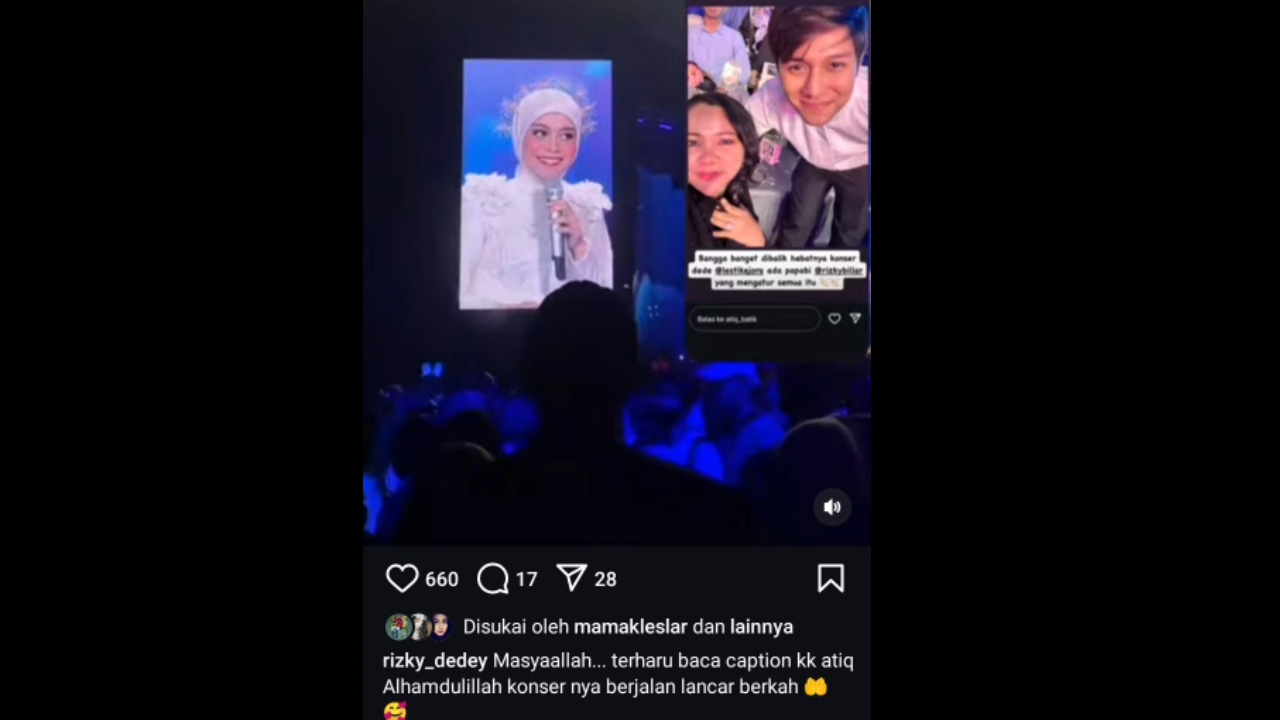 Bangga banget dibalik hebatnya konser
dede @lestikejora ada papabi @rizkybillar
yang mengatur semua itu
Balas ke atiq_batik
660
17
28
Disukai oleh mamakleslar dan lainnya
rizky_dedey Masyaallah... terharu baca caption kk atiq
Alhamdulillah konser nya berjalan lancar berkah 🤲
🥰